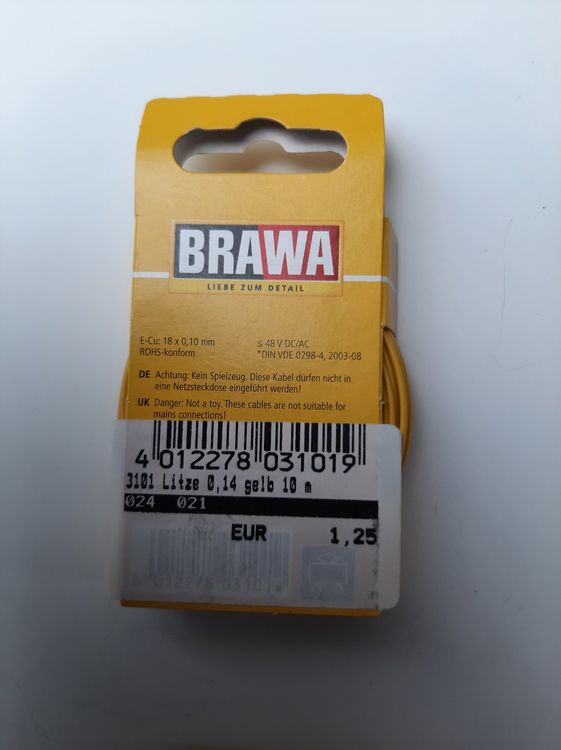 BRAWA
LIEBE ZUM DETAIL
E-Cu: 18 x 0,10 mm
ROHS-konform
≤ 48 V DC/AC
*DIN VDE 0298-4, 2003-08
DE Achtung: Kein Spielzeug. Diese Kabel dürfen nicht in
eine Netzsteckdose eingeführt werden!
UK Danger: Not a toy. These cables are not suitable for
mains connections!
4 012278 031019
3101 Litze 0,14 gelb 10 m
024 021
EUR 1,25